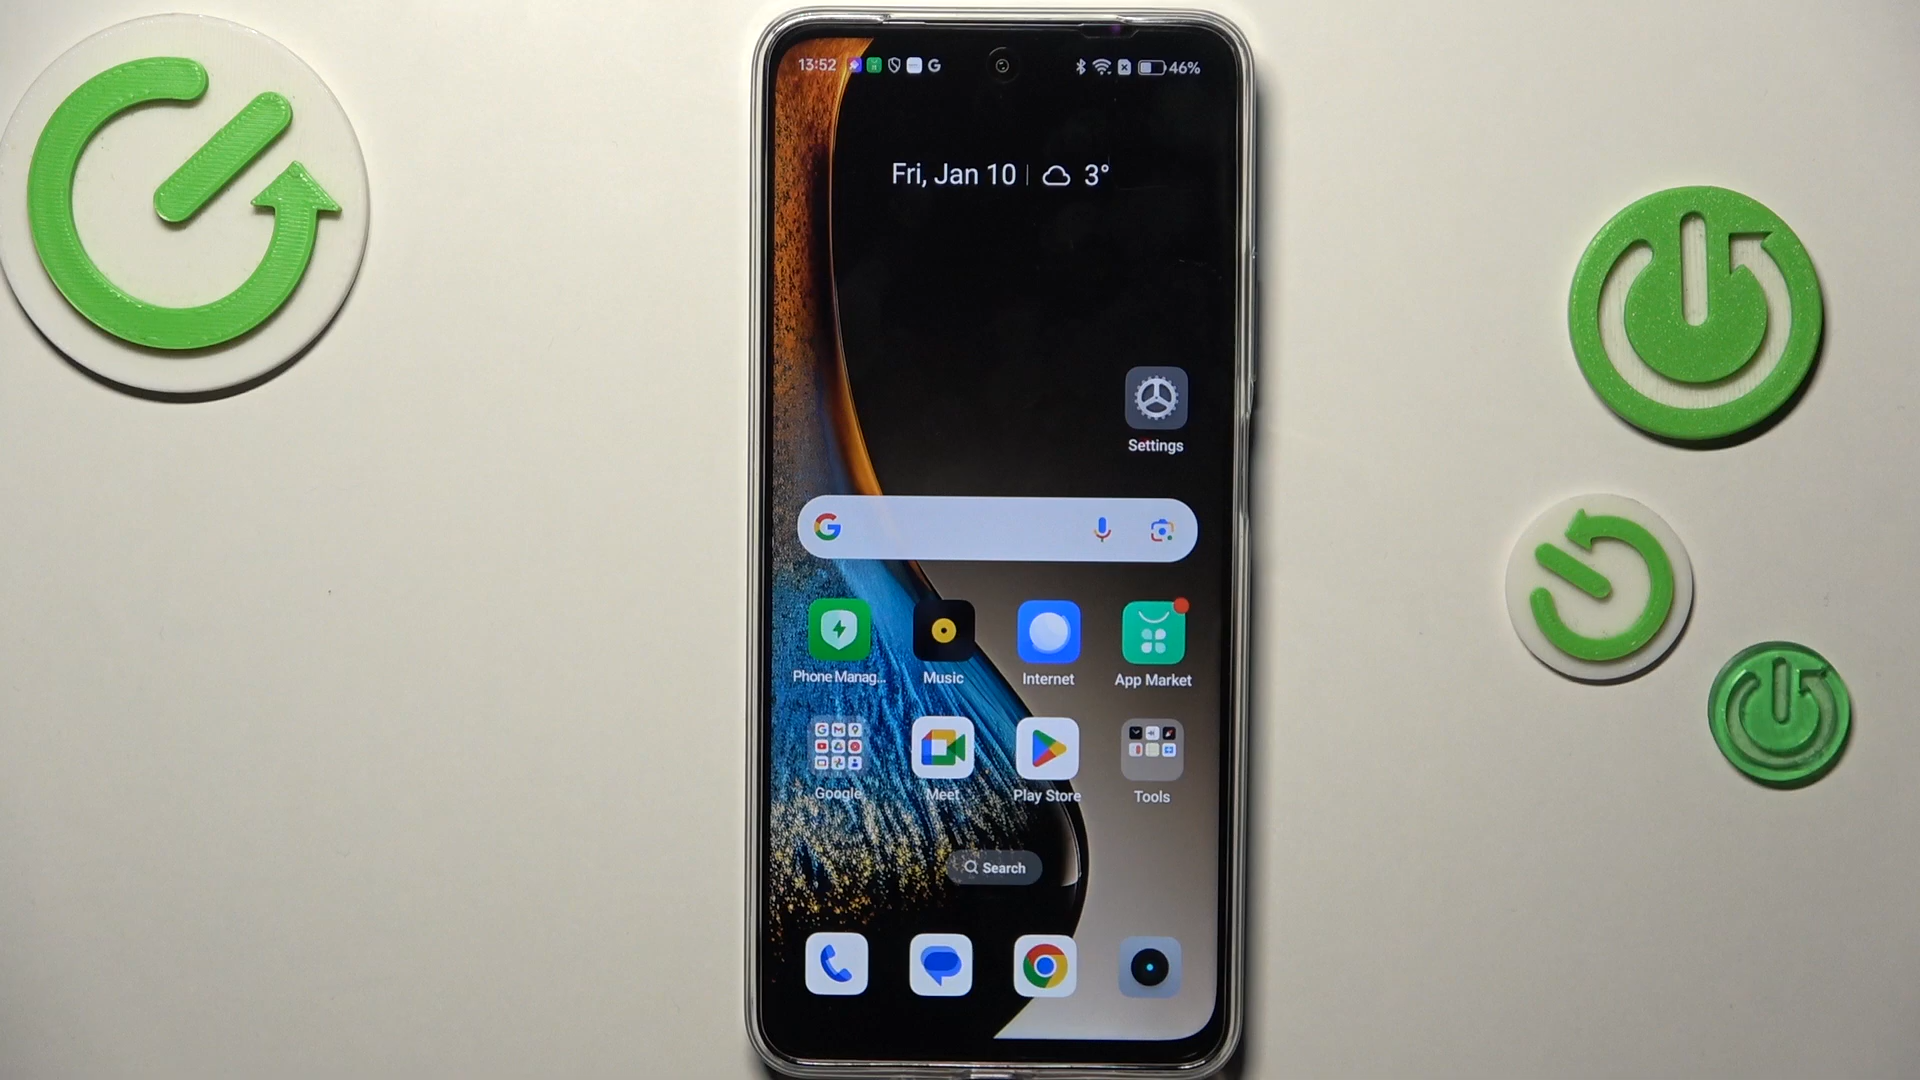 13:52
46%
Fri, Jan 10 | 3°
Settings
Phone Manag...
Music
Internet
App Market
Google
Meet
Play Store
Tools
Search